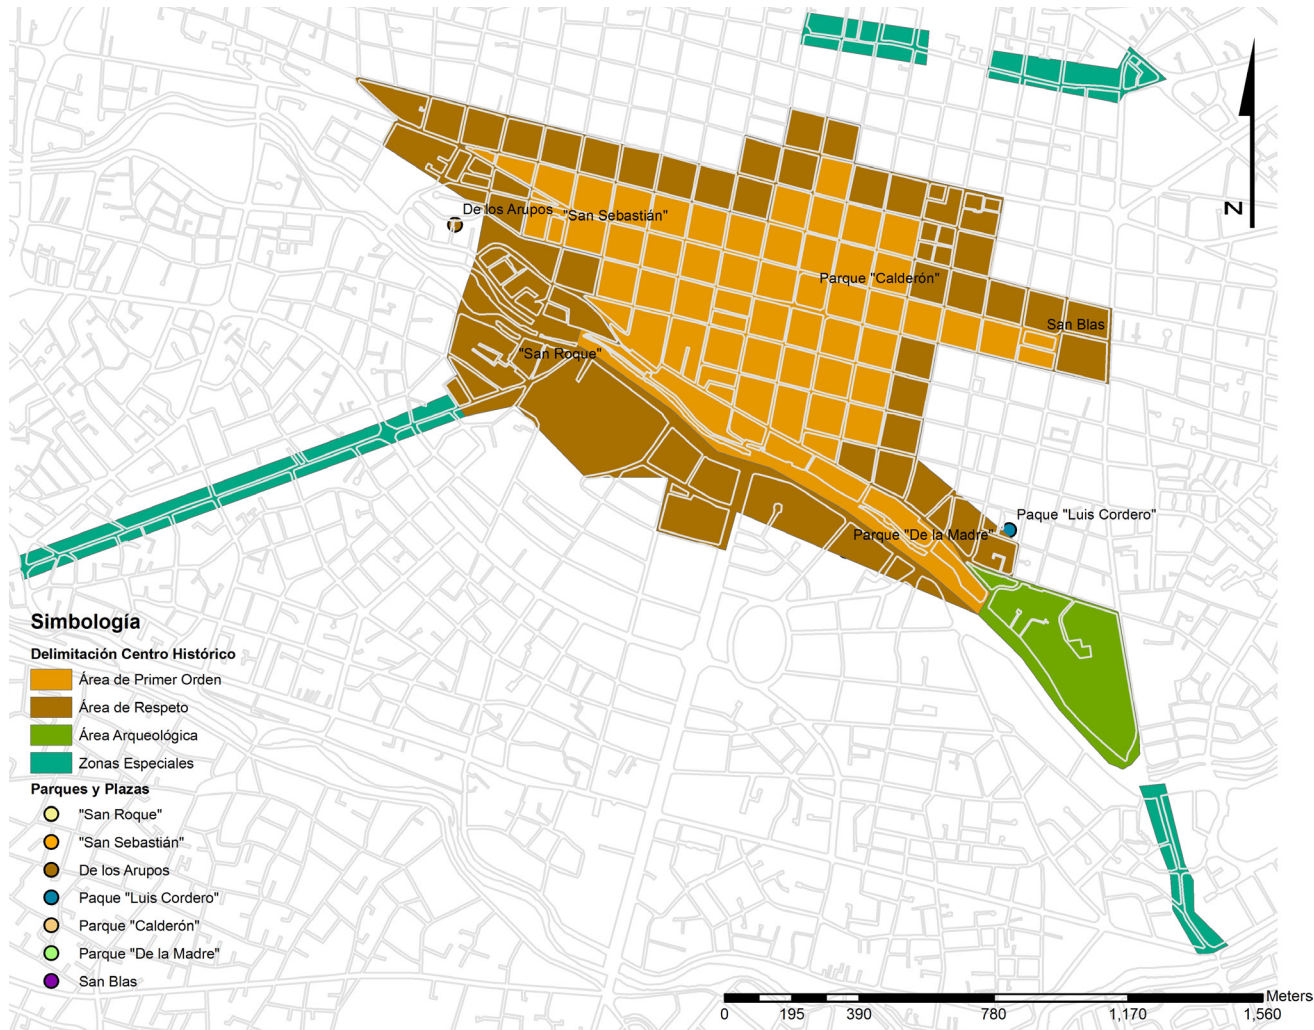 N
De los Arupos
"San Sebastián"
Parque "Calderón"
San Blas
"San Roque"
Paque "Luis Cordero"
Parque "De la Madre"
Simbología
Delimitación Centro Histórico
Área de Primer Orden
Área de Respeto
Área Arqueológica
Zonas Especiales
Parques y Plazas
"San Roque"
"San Sebastián"
De los Arupos
Paque "Luis Cordero"
Parque "Calderón"
Parque "De la Madre"
San Blas
Meters
0 195 390 780 1,170 1,560